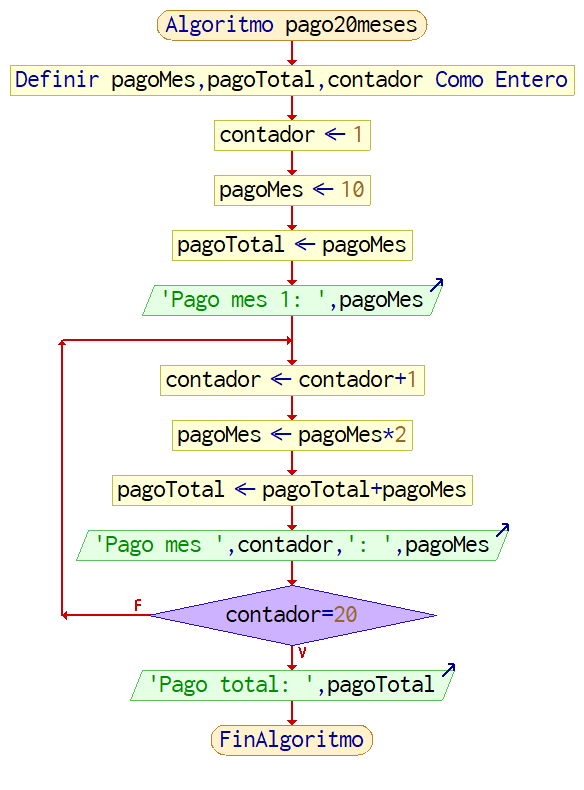 Algoritmo pago20meses
Definir pagoMes,pagoTotal,contador Como Entero
contador ← 1
pagoMes ← 10
pagoTotal ← pagoMes
'Pago mes 1: ',pagoMes
contador ← contador+1
pagoMes ← pagoMes*2
pagoTotal ← pagoTotal+pagoMes
'Pago mes ',contador,': ',pagoMes
F
contador=20
V
'Pago total: ',pagoTotal
FinAlgoritmo